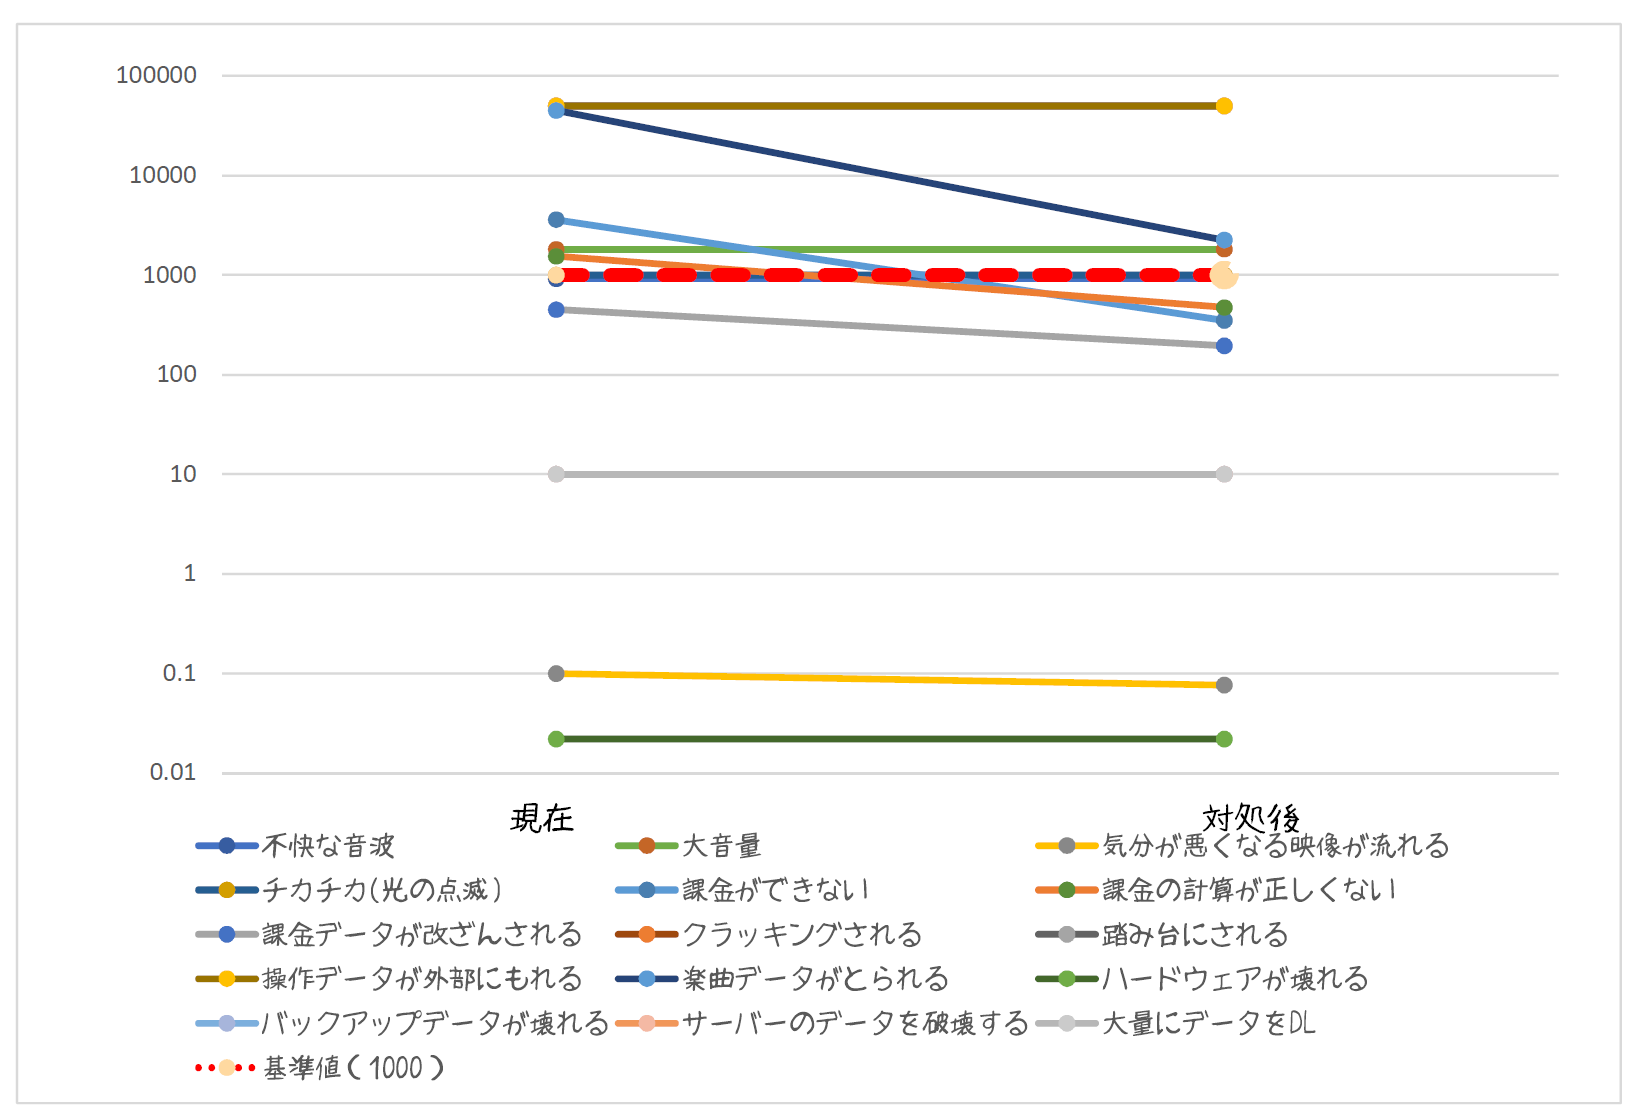 100000
10000
1000
100
10
1
0.1
0.01
現在 対処後
不快な音波 大音量 気分が悪くなる映像が流れる
チカチカ(光の点滅) 課金ができない 課金の計算が正しくない
課金データが改ざんされる クラッキングされる 踏み台にされる
操作データが外部にもれる 楽曲データがとられる ハードウェアが壊れる
バックアップデータが壊れる サーバーのデータを破壊する 大量にデータをDL
基準値(1000)